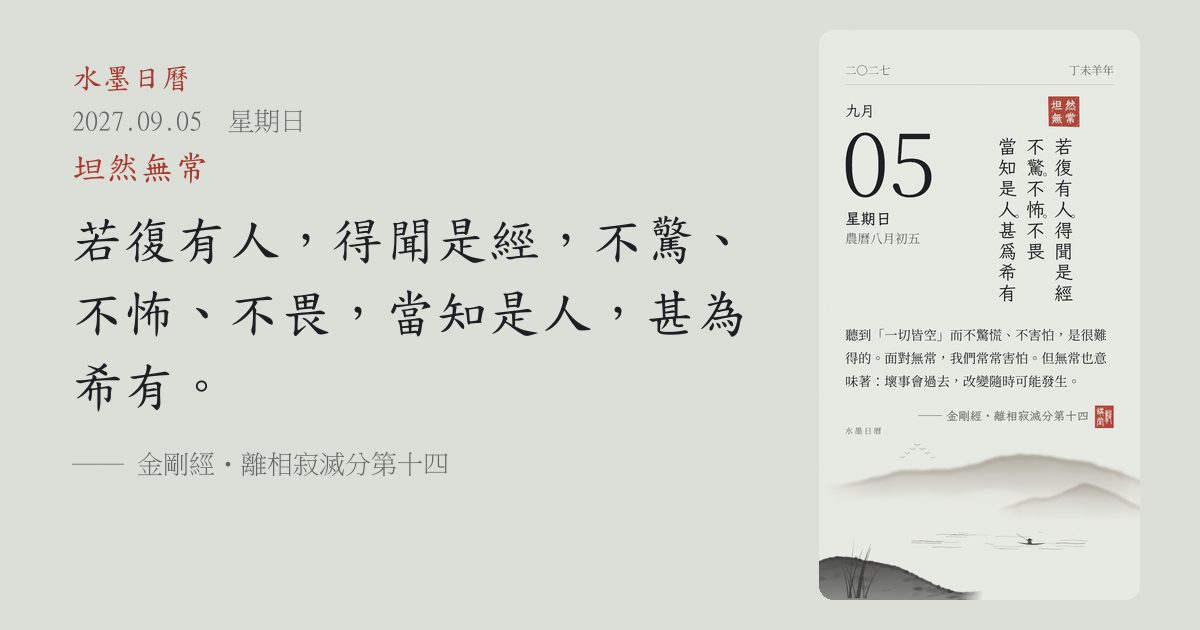 水墨日曆
2027.09.05 星期日
坦然無常
若復有人，得聞是經，不驚、
不怖、不畏，當知是人，甚為
希有。
—— 金剛經・離相寂滅分第十四
二〇二七
丁未羊年
九月
05
星期日
農曆八月初五
坦然
無常
若復有人。得聞是經
不驚。不怖。不畏
當知是人。甚爲希有
聽到「一切皆空」而不驚慌、不害怕，是很難
得的。面對無常，我們常常害怕。但無常也意
味著：壞事會過去，改變隨時可能發生。
—— 金剛經・離相寂滅分第十四
水墨日曆